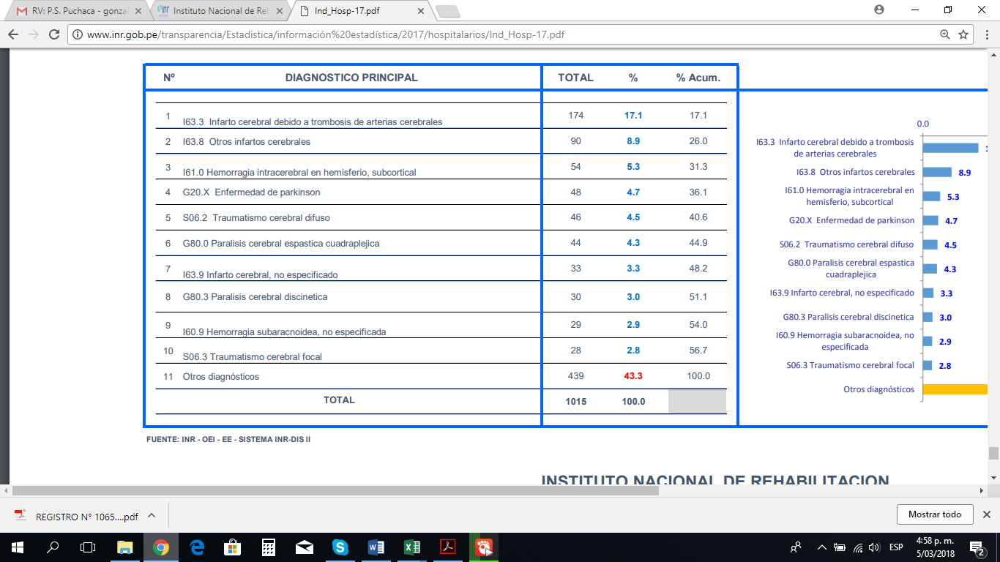 RV: P.S. Puchaca - gonza
Instituto Nacional de Reh
Ind_Hosp-17.pdf
www.inr.gob.pe/transparencia/Estadistica/información%20estadística/2017/hospitalarios/Ind_Hosp-17.pdf
Nº DIAGNOSTICO PRINCIPAL TOTAL % % Acum.
1 I63.3 Infarto cerebral debido a trombosis de arterias cerebrales 174 17.1 17.1
2 I63.8 Otros infartos cerebrales 90 8.9 26.0
3 I61.0 Hemorragia intracerebral en hemisferio, subcortical 54 5.3 31.3
4 G20.X Enfermedad de parkinson 48 4.7 36.1
5 S06.2 Traumatismo cerebral difuso 46 4.5 40.6
6 G80.0 Paralisis cerebral espastica cuadraplejica 44 4.3 44.9
7 I63.9 Infarto cerebral, no especificado 33 3.3 48.2
8 G80.3 Paralisis cerebral discinetica 30 3.0 51.1
9 I60.9 Hemorragia subaracnoidea, no especificada 29 2.9 54.0
10 S06.3 Traumatismo cerebral focal 28 2.8 56.7
11 Otros diagnósticos 439 43.3 100.0
TOTAL 1015 100.0
FUENTE: INR - OEI - EE - SISTEMA INR-DIS II
0.0
I63.3 Infarto cerebral debido a trombosis
de arterias cerebrales
1
I63.8 Otros infartos cerebrales 8.9
I61.0 Hemorragia intracerebral en
hemisferio, subcortical 5.3
G20.X Enfermedad de parkinson 4.7
S06.2 Traumatismo cerebral difuso 4.5
G80.0 Paralisis cerebral espastica
cuadraplejica 4.3
I63.9 Infarto cerebral, no especificado 3.3
G80.3 Paralisis cerebral discinetica 3.0
I60.9 Hemorragia subaracnoidea, no
especificada 2.9
S06.3 Traumatismo cerebral focal 2.8
Otros diagnósticos
INSTITUTO NACIONAL DE REHABILITACION
REGISTRO N° 1065....pdf
Mostrar todo
ESP
4:58 p. m.
5/03/2018
2